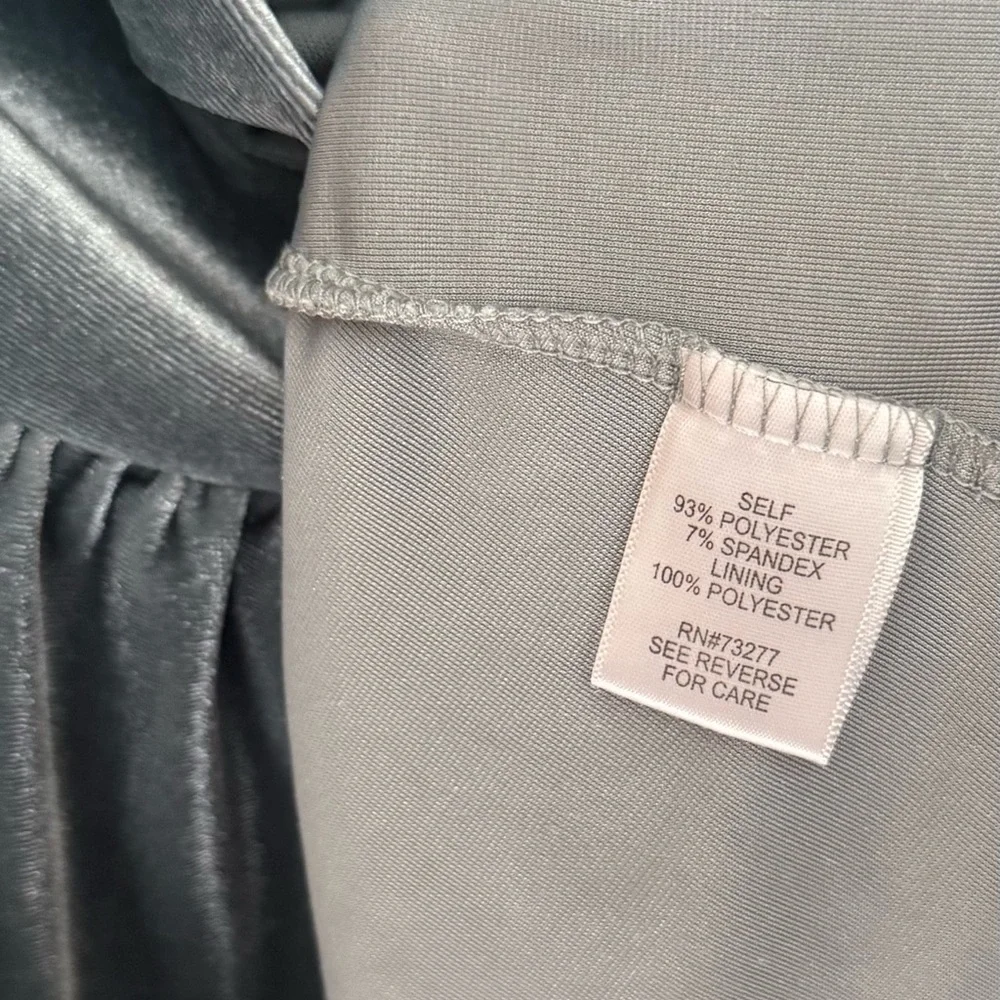 SELF
93% POLYESTER
7% SPANDEX
LINING
100% POLYESTER
RN#73277
SEE REVERSE
FOR CARE